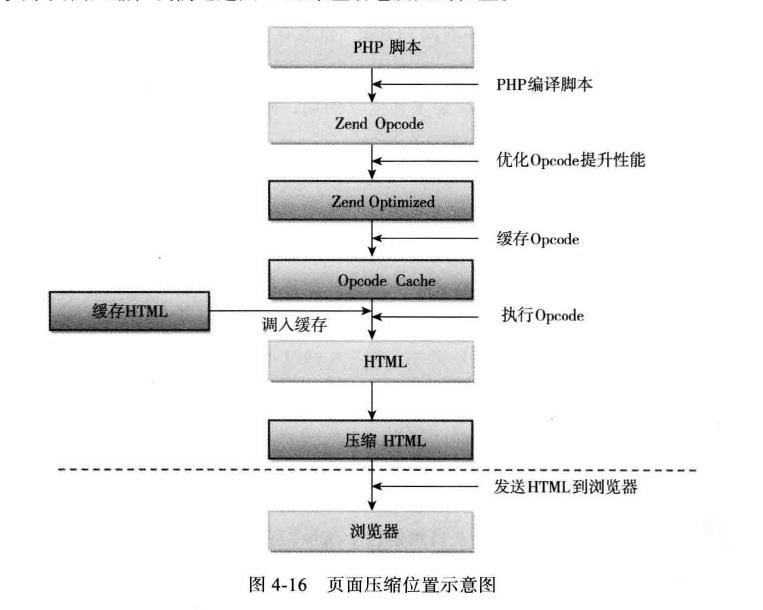 PHP 脚本
PHP编译脚本
Zend Opcode
优化Opcode提升性能
Zend Optimized
缓存Opcode
Opcode Cache
缓存HTML
调入缓存
执行Opcode
HTML
压缩 HTML
发送HTML到浏览器
浏览器
图 4-16 页面压缩位置示意图